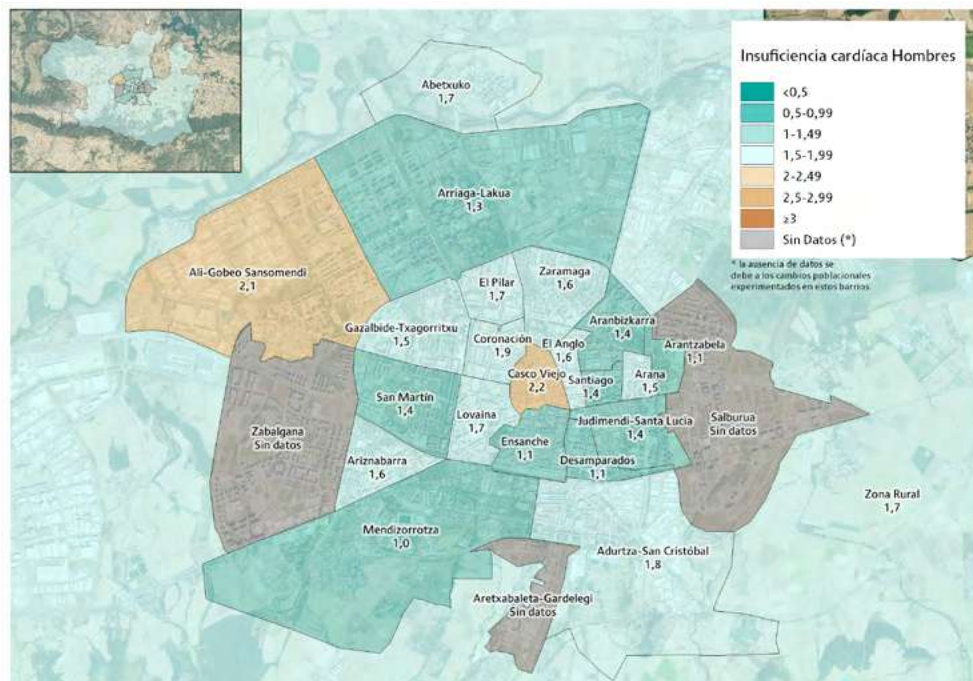 Insuficiencia cardíaca Hombres
<0,5
0,5-0,99
1-1,49
1,5-1,99
2-2,49
2,5-2,99
≥3
Sin Datos (*)
* la ausencia de datos se
debe a los cambios poblacionales
experimentados en estos barrios
Abetxuko
1,7
Arriaga-Lakua
1,3
Ali-Gobeo Sansomendi
2,1
El Pilar
1,7
Zaramaga
1,6
Gazalbide-Txagorritxu
1,5
Coronación
1,9
El Anglo
1,6
Aranbizkarra
1,4
Arantzabela
1,1
Casco Viejo
2,2
Santiago
1,4
Arana
1,5
San Martín
1,4
Lovaina
1,7
Judimendi-Santa Lucia
1,4
Salburua
Sin datos
Zabalgana
Sin datos
Ensanche
1,1
Desamparados
1,1
Ariznabarra
1,6
Zona Rural
1,7
Mendizorrotza
1,0
Adurtza-San Cristóbal
1,8
Aretxabaleta-Gardelegi
Sin datos